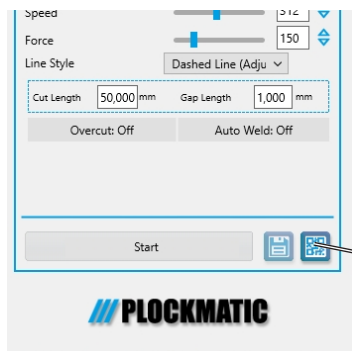 Speed 312
Force 150
Line Style Dashed Line (Adju
Cut Length 50,000 mm Gap Length 1,000 mm
Overcut: Off Auto Weld: Off
Start
PLOCKMATIC